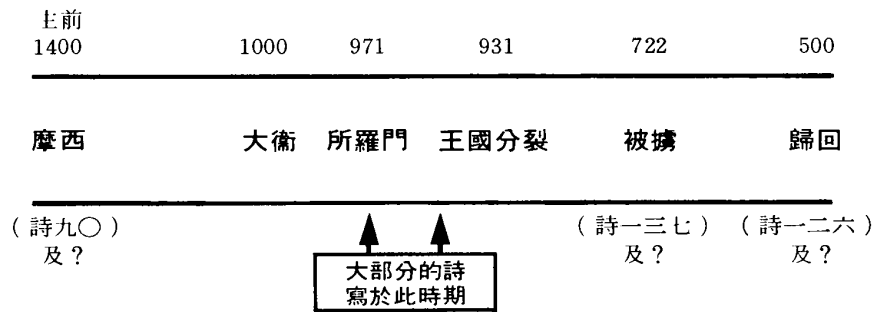 主前
1400 1000 971 931 722 500
摩西 大衞 所羅門 王國分裂 被擄 歸回
（詩九〇） （詩一三七） （詩一二六）
及？ 及？ 及？
大部分的詩
寫於此時期